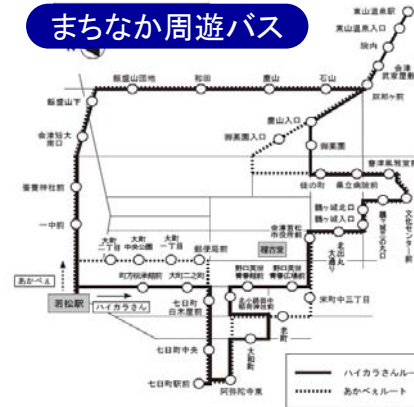 まちなか周遊バス
東山温泉駅
東山温泉入口
院内
会津
武家屋敷
奴郎ヶ前
飯盛山団地
和田
慶山
石山
飯盛山下
慶山入口
会津短大
南口
御薬園入口
御薬園
蚕養神社前
徒の町
県立病院前
一中前
鶴ヶ城北口
鶴ヶ城入口
鶴ヶ城三の丸口
文化センター前
会津若松
市役所前
北出丸
大通り
大町
二丁目
大町
中央公園
大町
一丁目
郵便局前
稽古堂
あかべぇ
若松駅
ハイカラさん
町方伝承館前
大町二之町
七日町
白木屋前
野口英世
青春館前
野口英世
青春広場前
栄町中三丁目
老町
七日町中央
大和町
七日町駅前
阿弥陀寺東
ハイカラさんルート
あかべぇルート